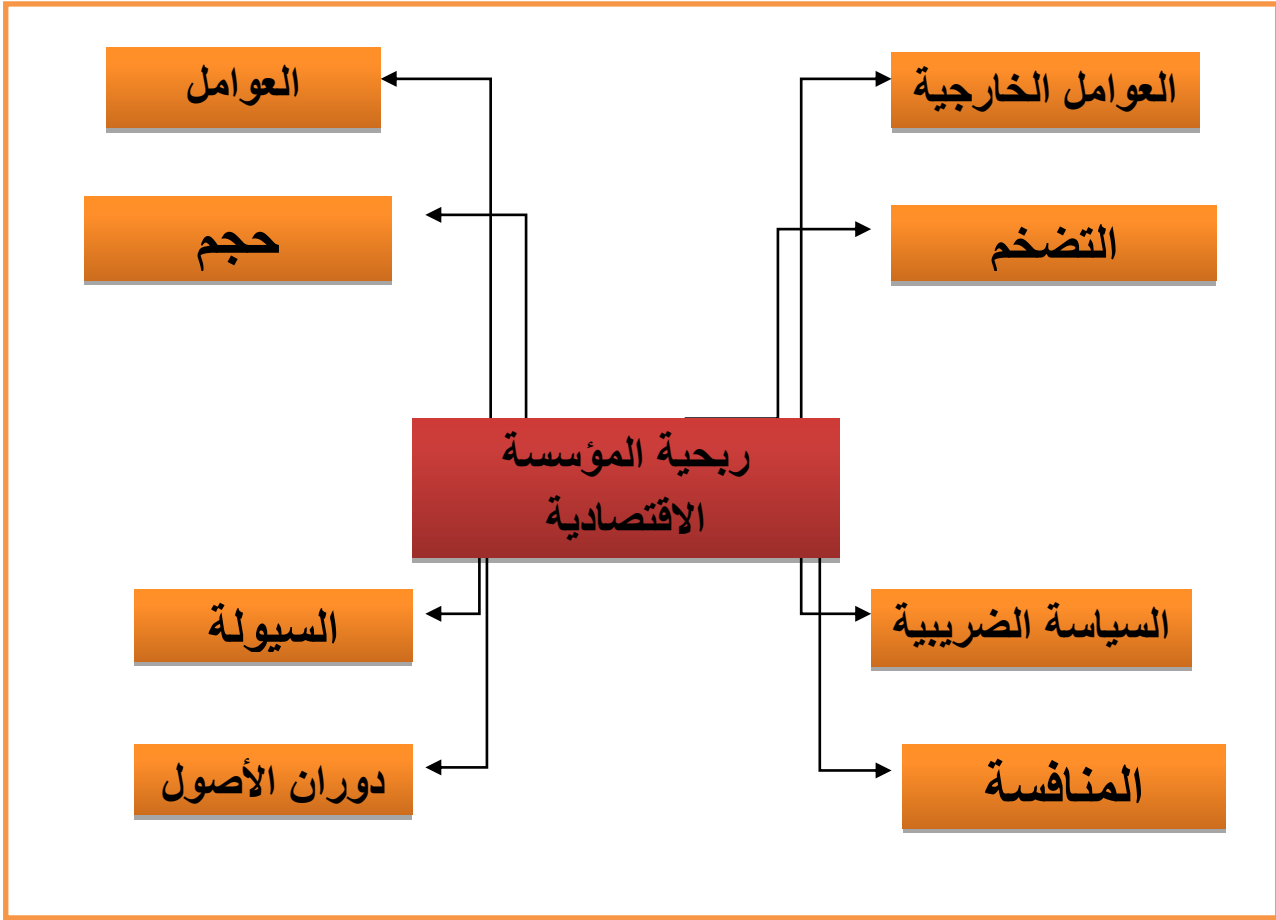 العوامل الخارجية
العوامل
التضخم
حجم
ربحية المؤسسة
الاقتصادية
السياسة الضريبية
السيولة
المنافسة
دوران الأصول